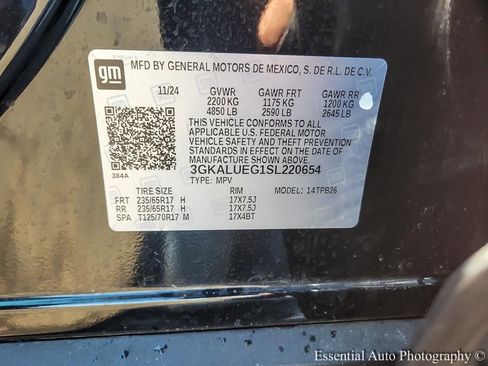 gm
MFD BY GENERAL MOTORS DE MEXICO, S. DE R.L. DE C.V.
11/24 GVWR GAWR FRT GAWR RR
2200 KG 1175 KG 1200 KG
4850 LB 2590 LB 2645 LB
THIS VEHICLE CONFORMS TO ALL
APPLICABLE U.S. FEDERAL MOTOR
VEHICLE SAFETY AND THEFT
PREVENTION STANDARDS IN
EFFECT ON THE DATE OF
MANUFACTURE SHOWN ABOVE.
384A
3GKALUEG1SL220654
TYPE: MPV
TIRE SIZE RIM MODEL: 14TPB26
FRT 235/65R17 H 17X7.5J
RR 235/65R17 H 17X7.5J
SPA T125/70R17 M 17X4BT
Essential Auto Photography (C)